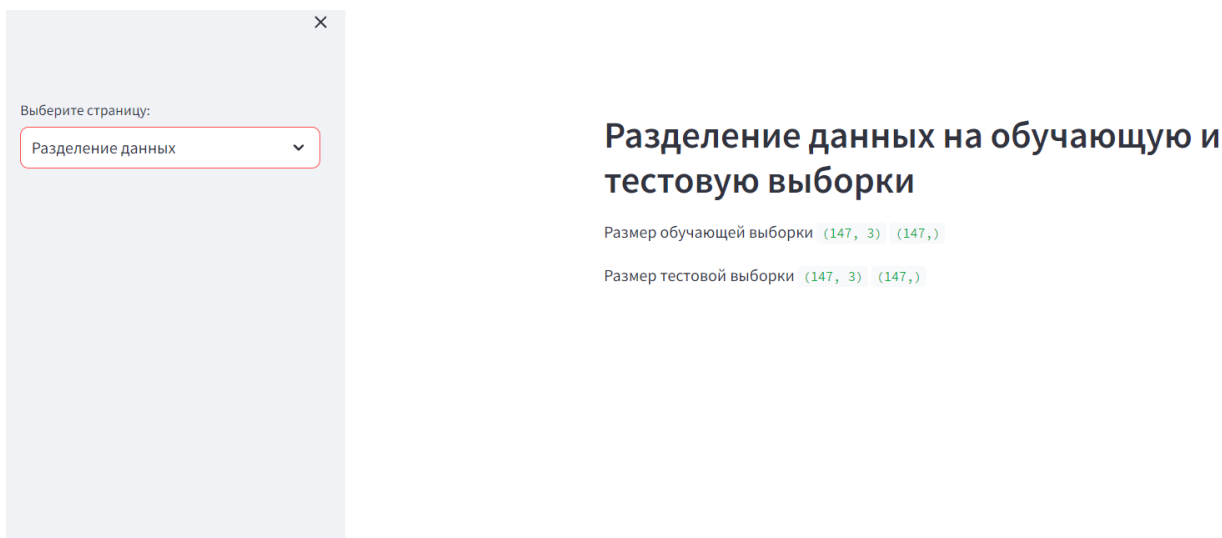 Выберите страницу:
Разделение данных
Разделение данных на обучающую и
тестовую выборки
Размер обучающей выборки (147, 3) (147,)
Размер тестовой выборки (147, 3) (147,)